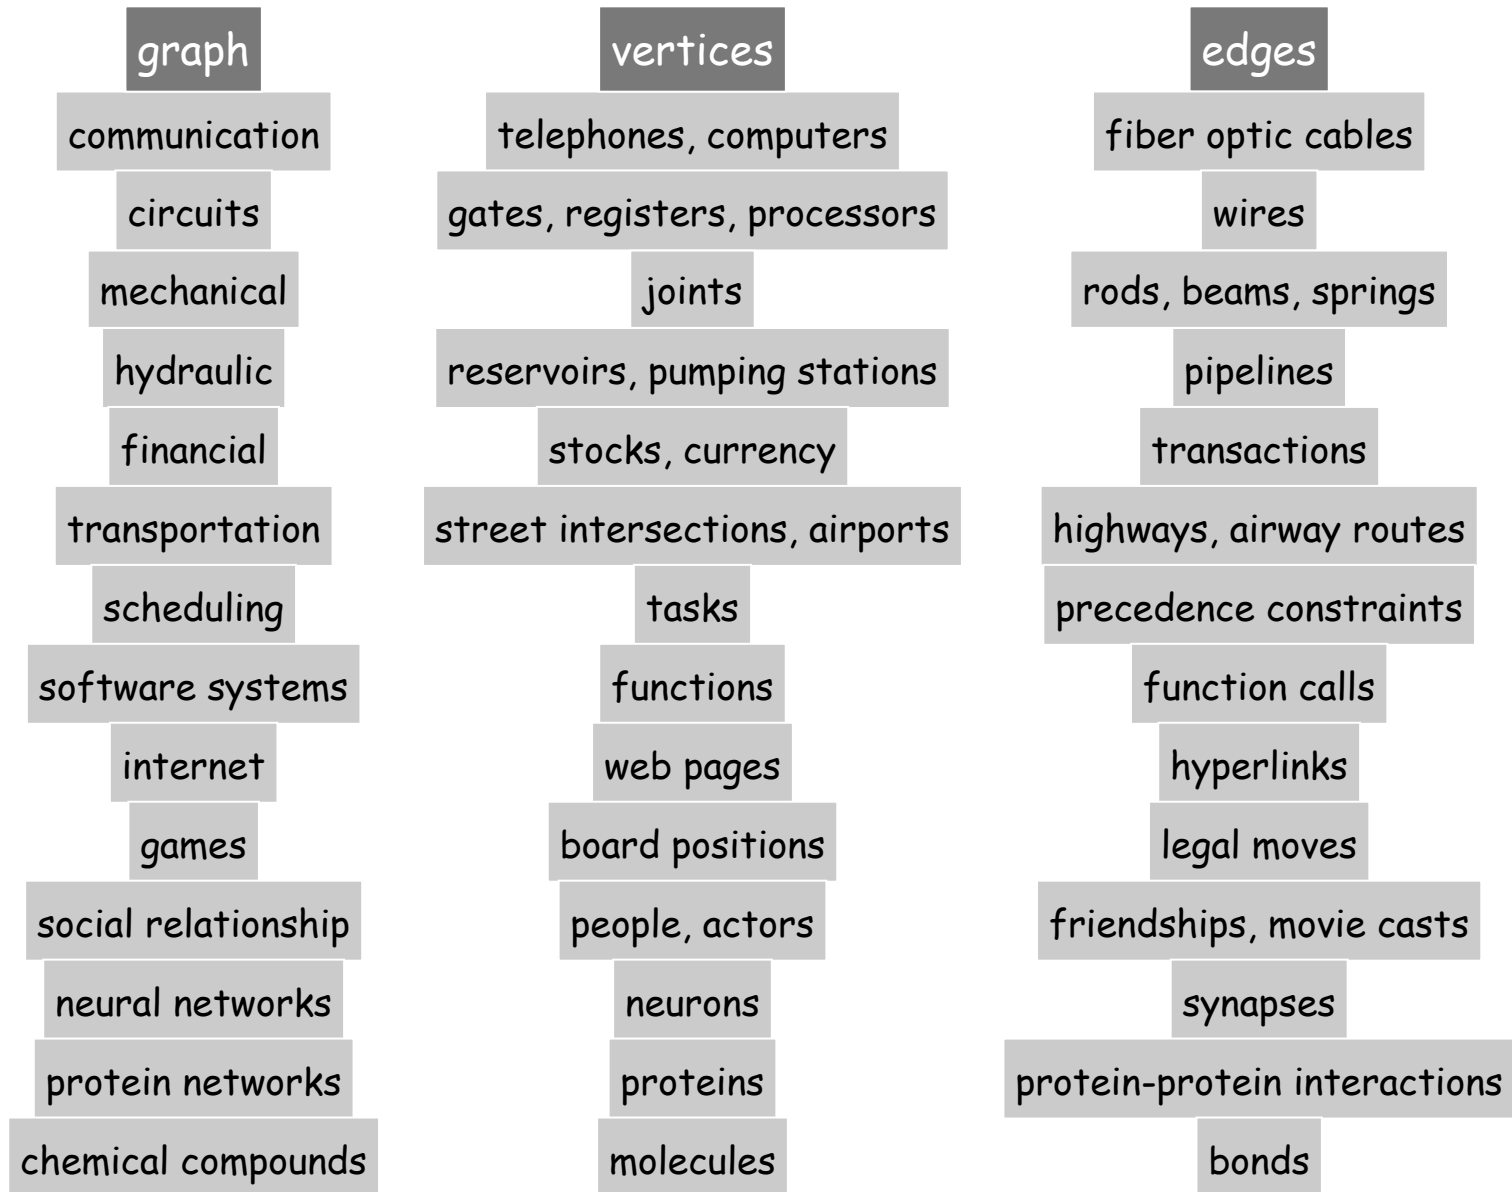 graph vertices edges
communication telephones, computers fiber optic cables
circuits gates, registers, processors wires
mechanical joints rods, beams, springs
hydraulic reservoirs, pumping stations pipelines
financial stocks, currency transactions
transportation street intersections, airports highways, airway routes
scheduling tasks precedence constraints
software systems functions function calls
internet web pages hyperlinks
games board positions legal moves
social relationship people, actors friendships, movie casts
neural networks neurons synapses
protein networks proteins protein-protein interactions
chemical compounds molecules bonds